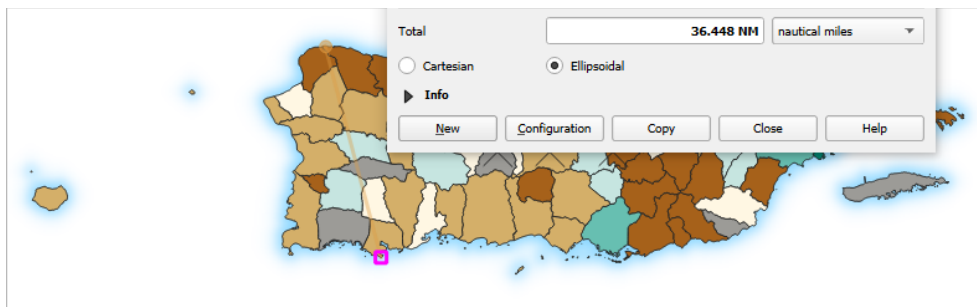 Total 36.448 NM nautical miles
Cartesian Ellipsoidal
Info
New Configuration Copy Close Help